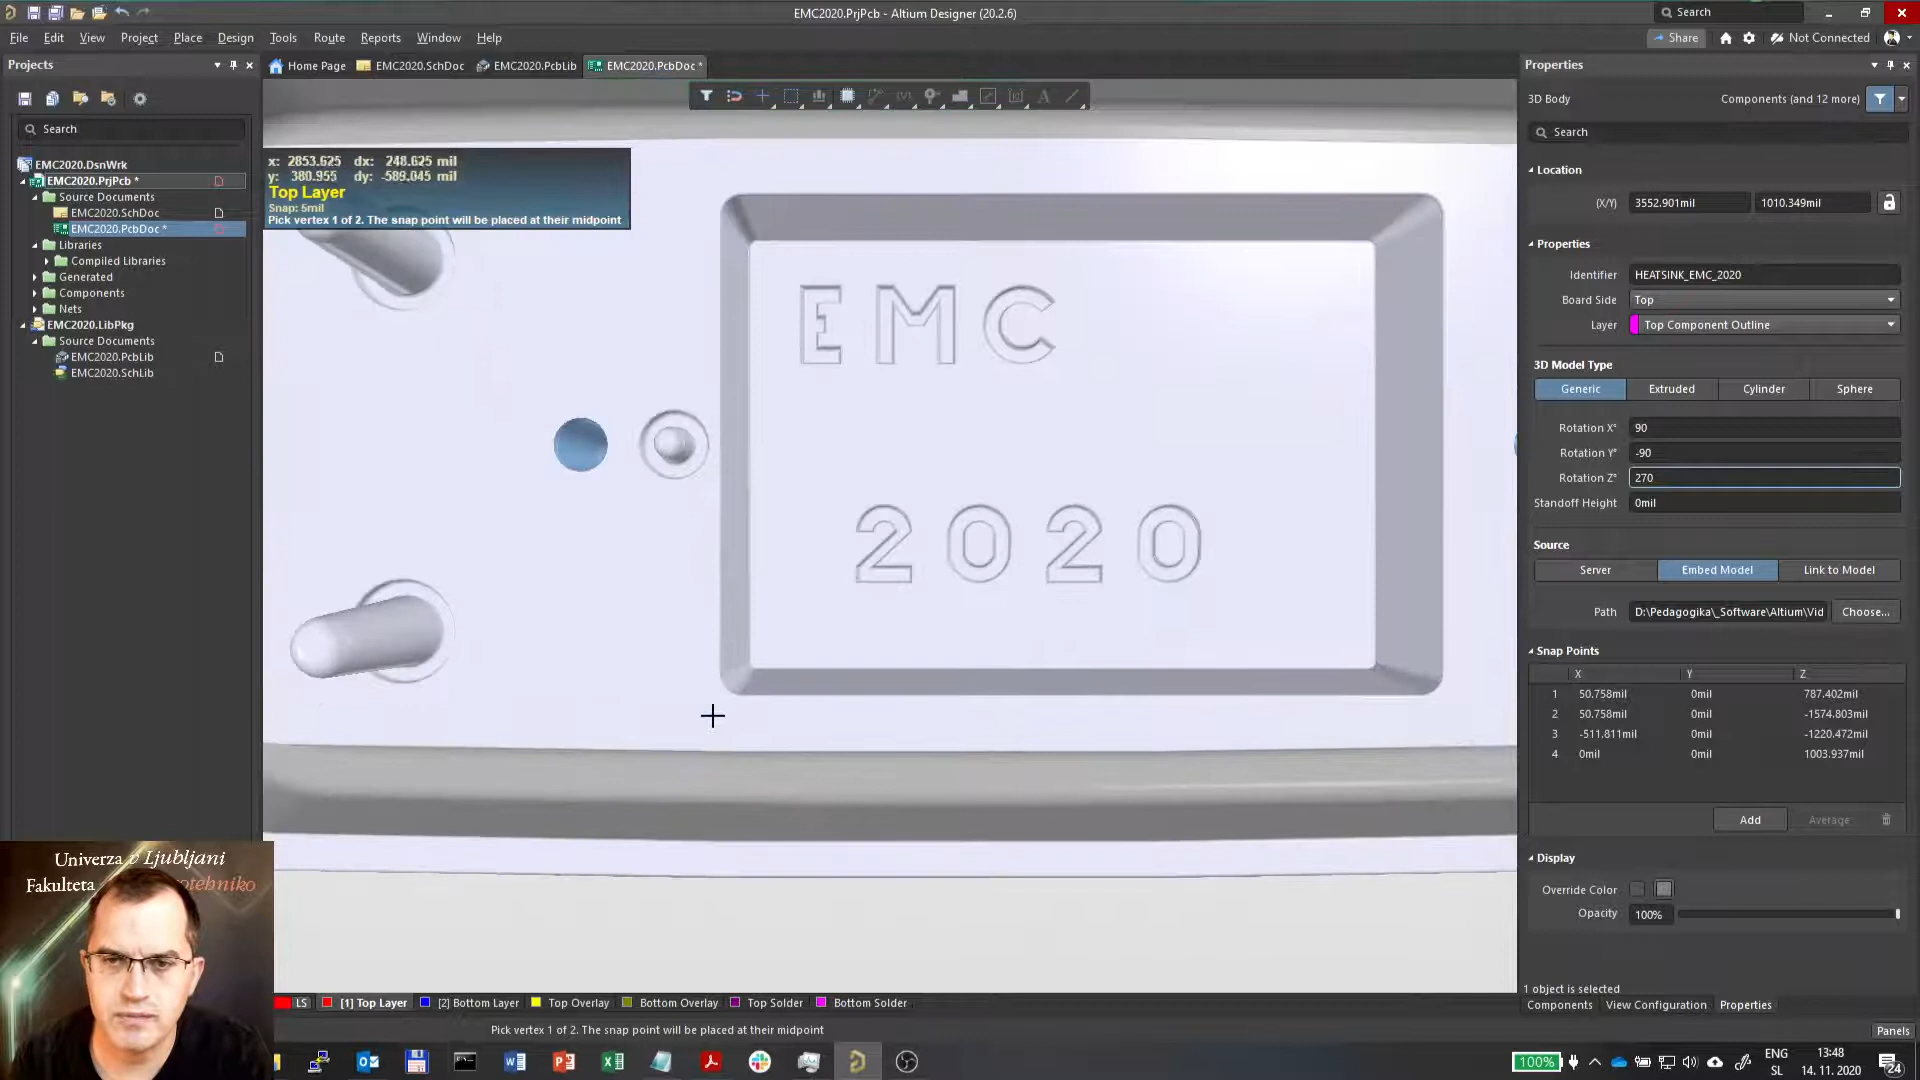 EMC2020.PrjPcb - Altium Designer (20.2.6)
Search
File Edit View Project Place Design Tools Route Reports Window Help
Share
Not Connected
Projects
Home Page
EMC2020.SchDoc
EMC2020.PcbLib
EMC2020.PcbDoc *
Properties
3D Body
Components (and 12 more)
Search
Search
EMC2020.DsnWrk
EMC2020.PrjPcb *
Source Documents
EMC2020.SchDoc
EMC2020.PcbDoc *
Libraries
Compiled Libraries
Generated
Components
Nets
EMC2020.LibPkg
Source Documents
EMC2020.PcbLib
EMC2020.SchLib
x: 2853.625 dx: 248.625 mil
y: 380.955 dy: -589.045 mil
Top Layer
Snap: 5mil
Pick vertex 1 of 2. The snap point will be placed at their midpoint
EMC
2020
Location
(X/Y) 3552.901mil 1010.349mil
Properties
Identifier HEATSINK_EMC_2020
Board Side Top
Layer Top Component Outline
3D Model Type
Generic Extruded Cylinder Sphere
Rotation X° 90
Rotation Y° -90
Rotation Z° 270
Standoff Height 0mil
Source
Server Embed Model Link to Model
Path D:\Pedagogika\_Software\Altium\Vid Choose...
Snap Points
X Y Z
1 50.758mil 0mil 787.402mil
2 50.758mil 0mil -1574.803mil
3 -511.811mil 0mil -1220.472mil
4 0mil 0mil 1003.937mil
Add Average
Display
Override Color
Opacity 100%
1 object is selected
Components View Configuration Properties
Univerza v Ljubljani
Fakulteta
LS [1] Top Layer [2] Bottom Layer Top Overlay Bottom Overlay Top Solder Bottom Solder
Pick vertex 1 of 2. The snap point will be placed at their midpoint
Panels
100%
ENG
SL
13:48
14. 11. 2020
24